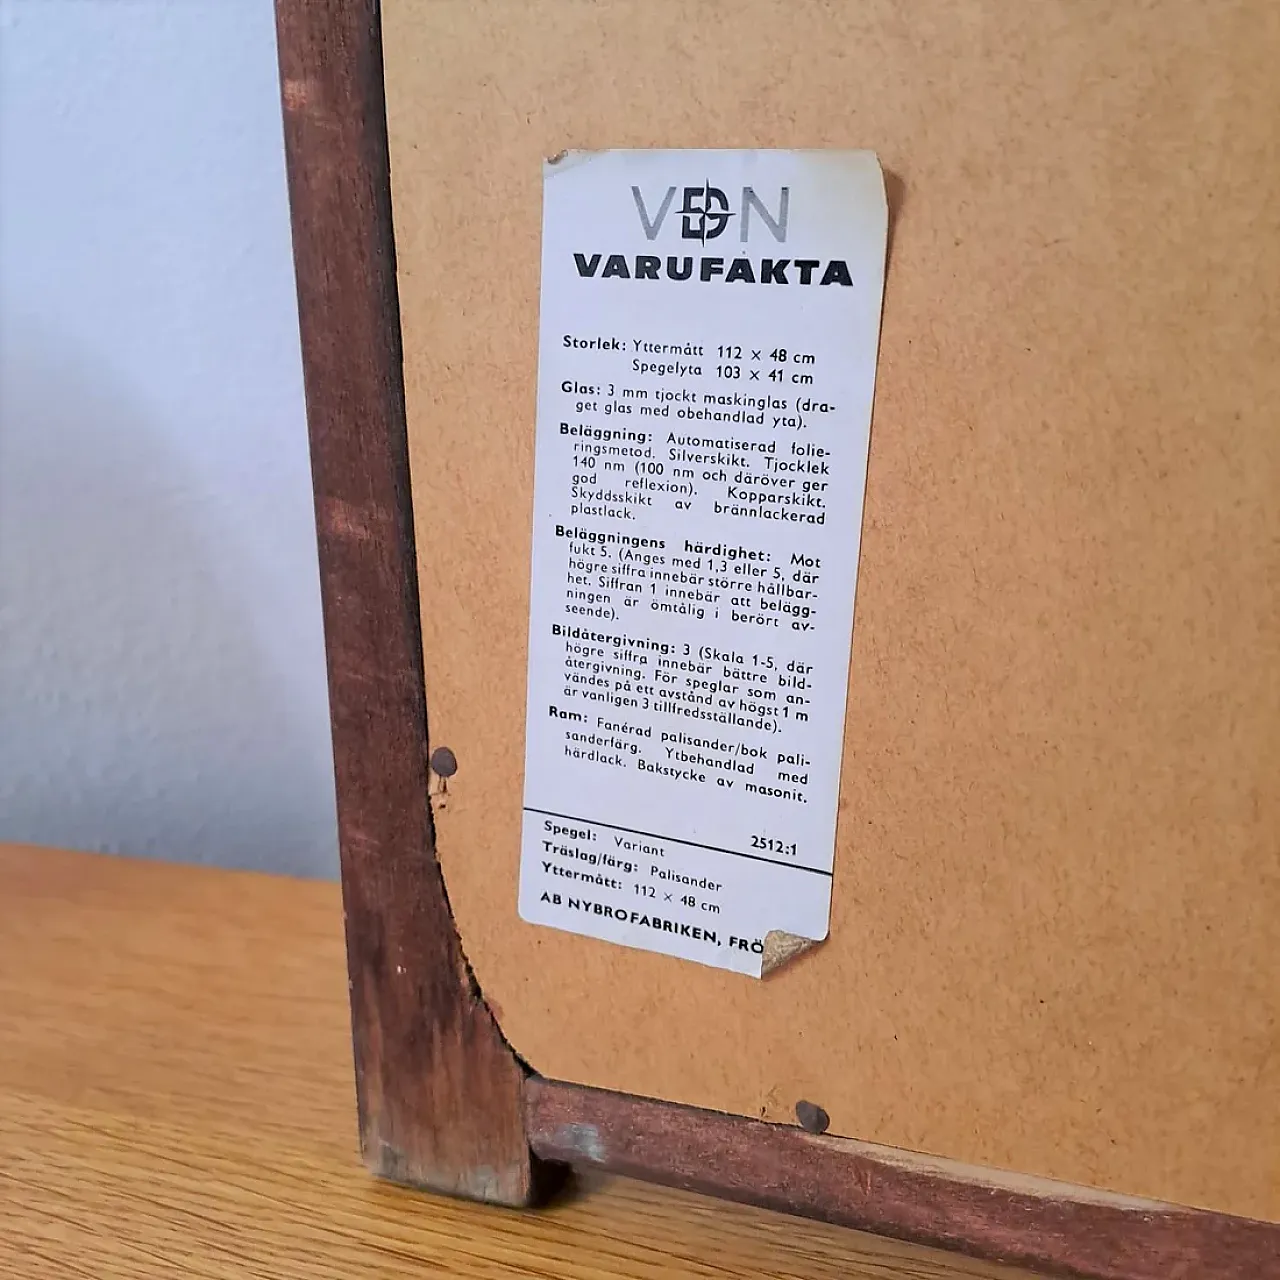 VDN
VARUFAKTA
Storlek: Yttermått 112 × 48 cm
Spegelyta 103 × 41 cm
Glas: 3 mm tjockt maskinglas (dra-
get glas med obehandlad yta).
Beläggning: Automatiserad folie-
ringsmetod. Silverskikt. Tjocklek
140 nm (100 nm och däröver ger
god reflexion). Kopparskikt.
Skyddsskikt av brännlackerad
plastlack.
Beläggningens härdighet: Mot
fukt 5. (Anges med 1,3 eller 5, där
högre siffra innebär större hållbar-
het. Siffran 1 innebär att belägg-
ningen är ömtålig i berört av-
seende).
Bildåtergivning: 3 (Skala 1-5, där
högre siffra innebär bättre bild-
återgivning. För speglar som an-
vändes på ett avstånd av högst 1 m
är vanligen 3 tillfredsställande).
Ram: Fanérad palisander/bok pali-
sanderfärg. Ytbehandlad med
hårdlack. Bakstycke av masonit.
Spegel: Variant 2512:1
Träslag/färg: Palisander
Yttermått: 112 × 48 cm
AB NYBROFABRIKEN, FRÖ